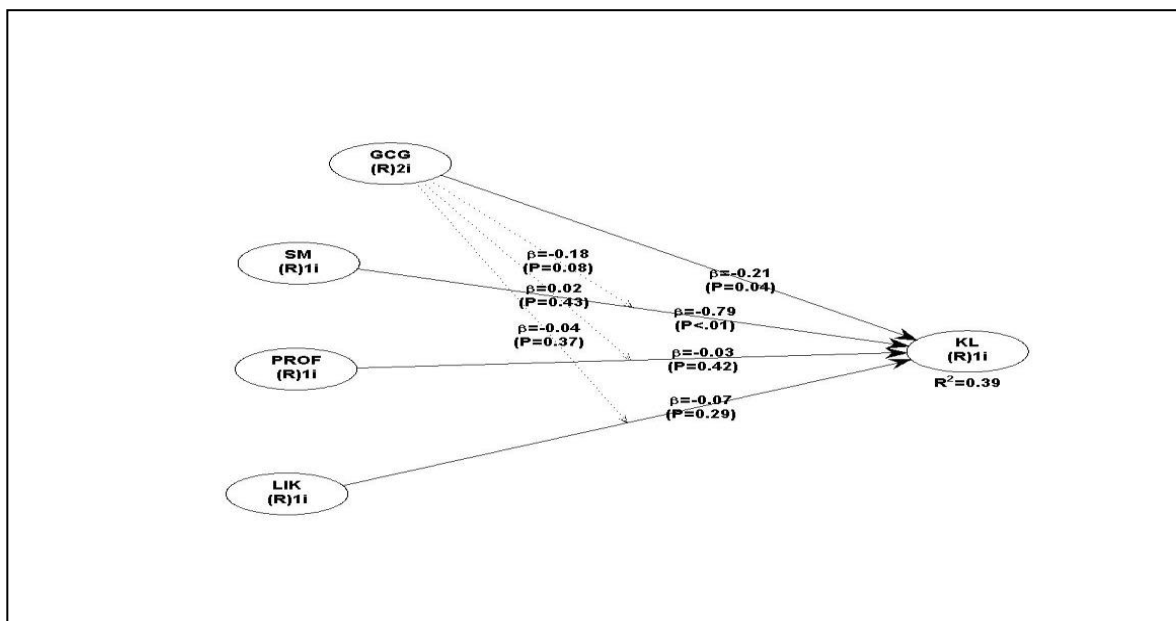 GCG
(R)2i
SM
(R)1i
β=-0.18
(P=0.08)
β=-0.21
(P=0.04)
β=0.02
(P=0.43)
β=-0.79
(P<.01)
β=-0.04
(P=0.37)
PROF
(R)1i
β=-0.03
(P=0.42)
KL
(R)1i
R²=0.39
β=-0.07
(P=0.29)
LIK
(R)1i